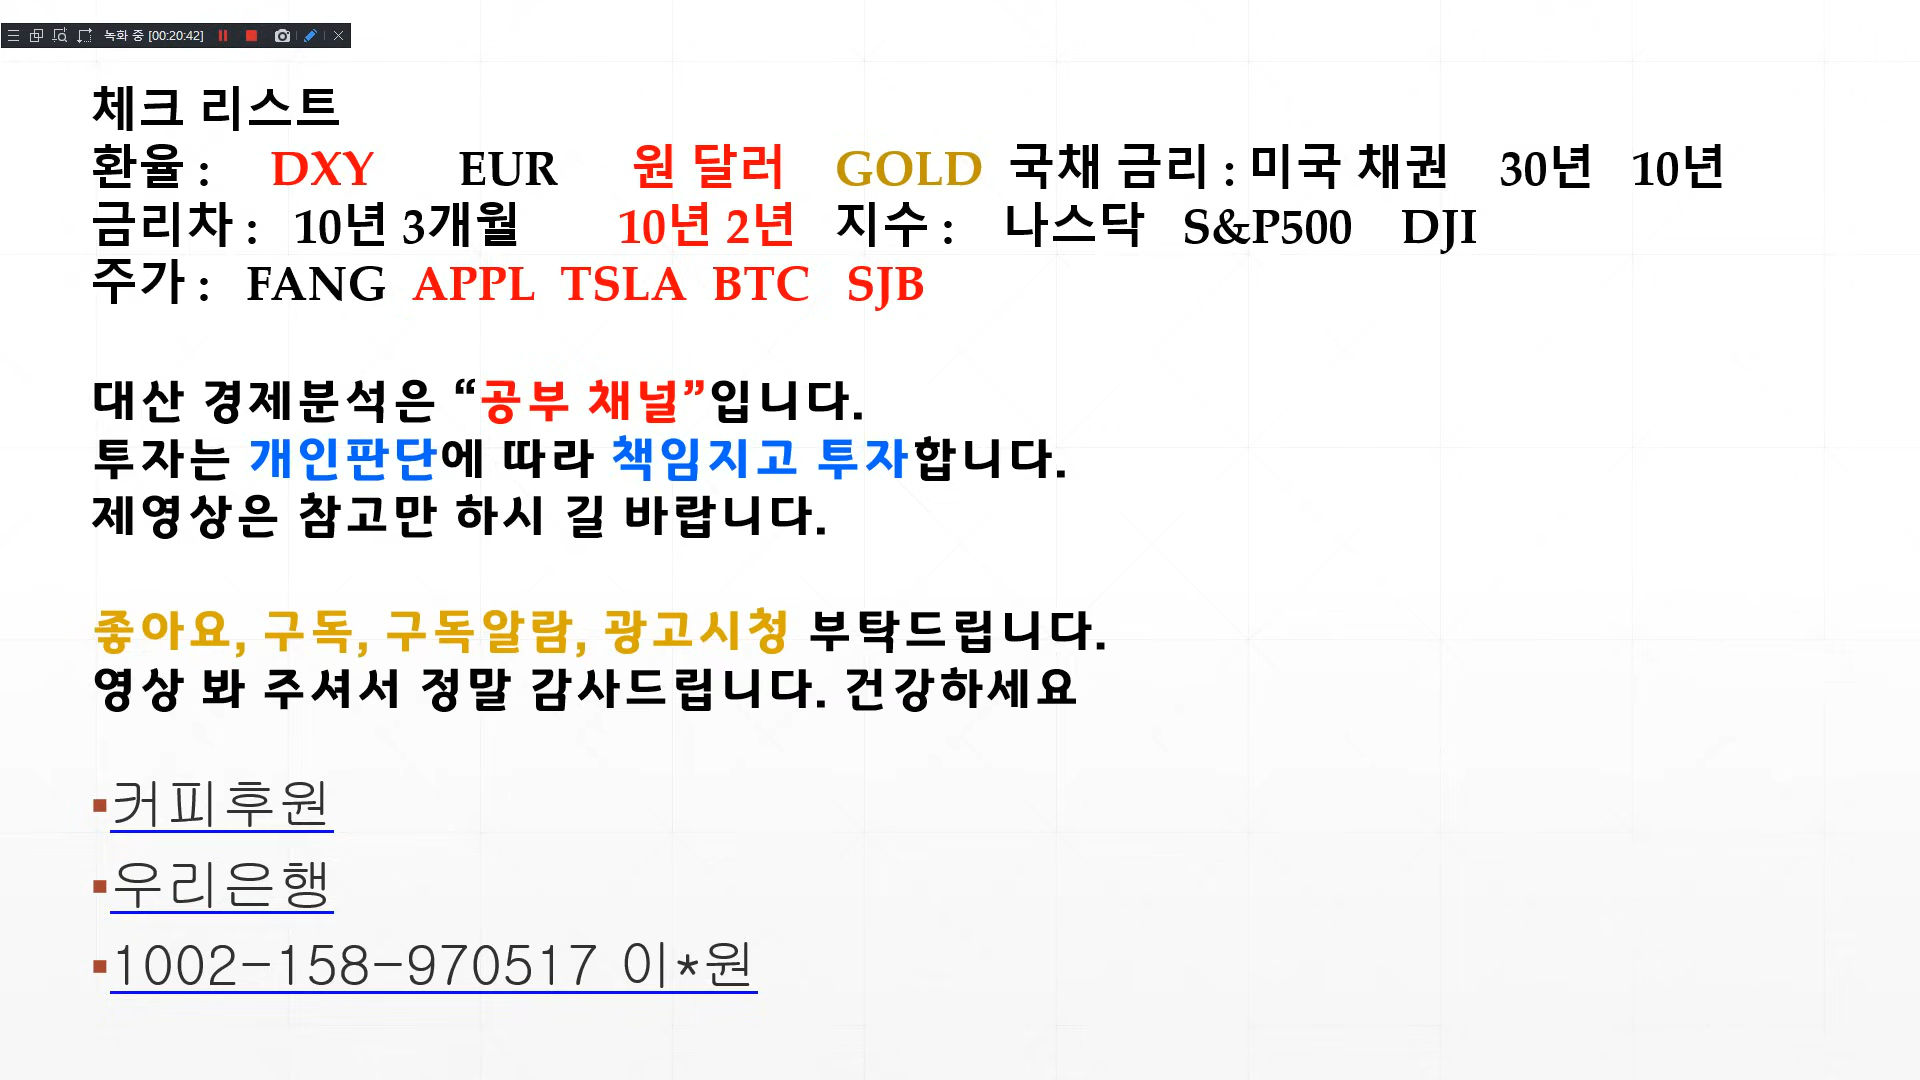 녹화 중 [00:20:42]
체크 리스트
환율 : DXY EUR 원 달러 GOLD 국채 금리 : 미국 채권 30년 10년
금리차 : 10년 3개월 10년 2년 지수 : 나스닥 S&P500 DJI
주가 : FANG APPL TSLA BTC SJB
대산 경제분석은 “공부 채널”입니다.
투자는 개인판단에 따라 책임지고 투자합니다.
제영상은 참고만 하시 길 바랍니다.
좋아요, 구독, 구독알람, 광고시청 부탁드립니다.
영상 봐 주셔서 정말 감사드립니다. 건강하세요
▪커피후원
▪우리은행
▪1002-158-970517 이*원